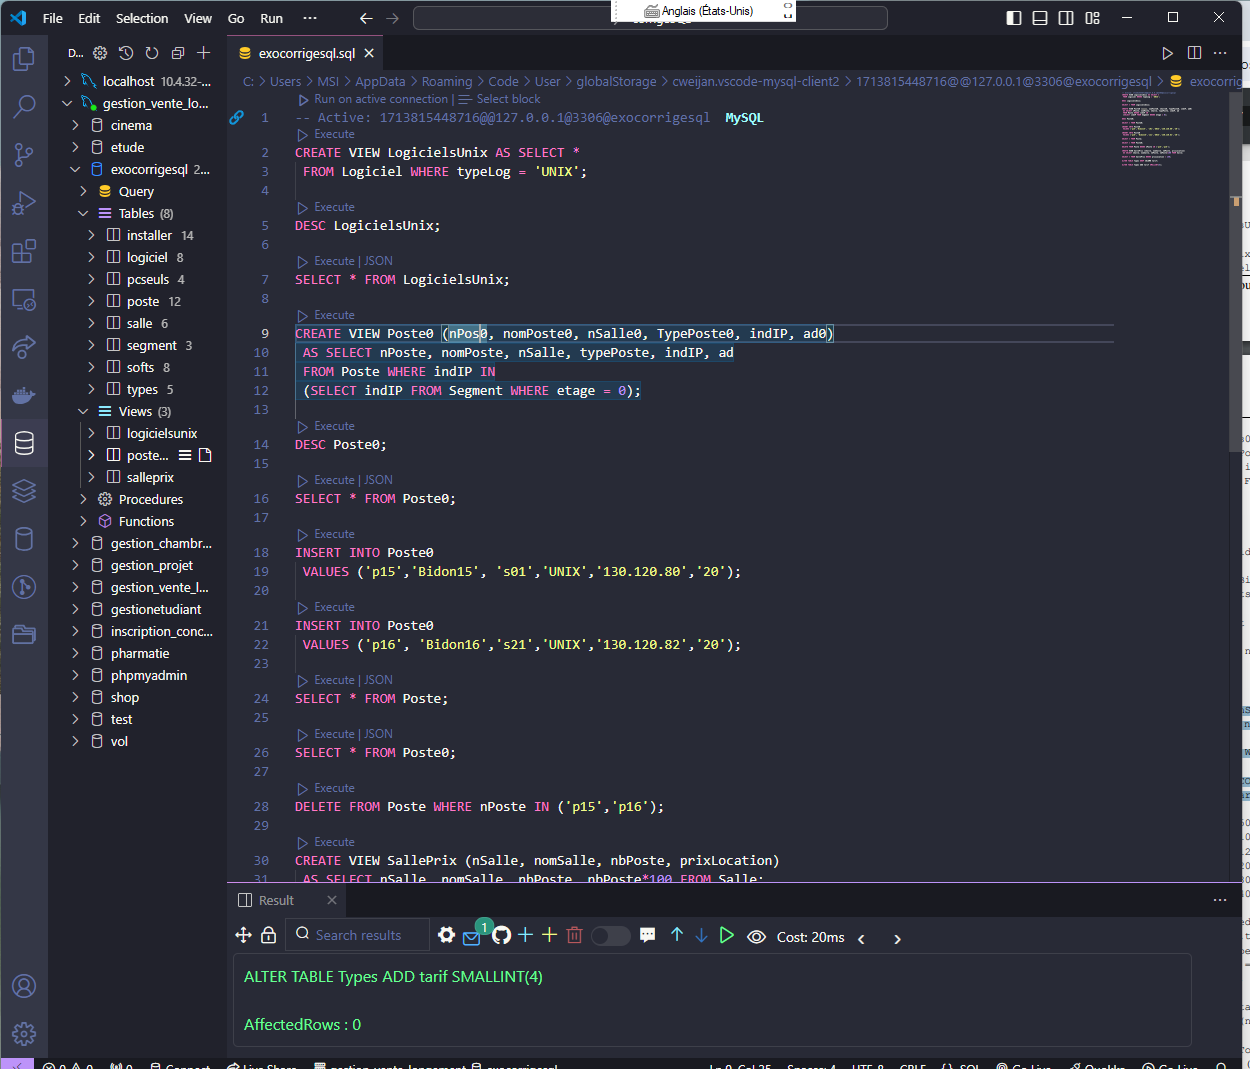 File Edit Selection View Go Run ···
Anglais (États-Unis)
D...
localhost 10.4.32-...
gestion_vente_lo...
cinema
etude
exocorrigesql 2...
Query
Tables (8)
installer 14
logiciel 8
pcseuls 4
poste 12
salle 6
segment 3
softs 8
types 5
Views (3)
logicielsunix
poste...
salleprix
Procedures
Functions
gestion_chambr...
gestion_projet
gestion_vente_l...
gestionetudiant
inscription_conc...
pharmatie
phpmyadmin
shop
test
vol
exocorrigesql.sql
C: > Users > MSI > AppData > Roaming > Code > User > globalStorage > cweijan.vscode-mysql-client2 > 1713815448716@@127.0.0.1@3306@exocorrigesql > exocorrig
Run on active connection | Select block
1 -- Active: 1713815448716@@127.0.0.1@3306@exocorrigesql MySQL
Execute
2 CREATE VIEW LogicielsUnix AS SELECT *
3 FROM Logiciel WHERE typeLog = 'UNIX';
4
Execute
5 DESC LogicielsUnix;
6
Execute | JSON
7 SELECT * FROM LogicielsUnix;
8
Execute
9 CREATE VIEW Poste0 (nPos0, nomPoste0, nSalle0, TypePoste0, indIP, ad0)
10 AS SELECT nPoste, nomPoste, nSalle, typePoste, indIP, ad
11 FROM Poste WHERE indIP IN
12 (SELECT indIP FROM Segment WHERE etage = 0);
13
Execute
14 DESC Poste0;
15
Execute | JSON
16 SELECT * FROM Poste0;
17
Execute
18 INSERT INTO Poste0
19 VALUES ('p15','Bidon15', 's01','UNIX','130.120.80','20');
20
Execute
21 INSERT INTO Poste0
22 VALUES ('p16', 'Bidon16','s21','UNIX','130.120.82','20');
23
Execute | JSON
24 SELECT * FROM Poste;
25
Execute | JSON
26 SELECT * FROM Poste0;
27
Execute
28 DELETE FROM Poste WHERE nPoste IN ('p15','p16');
29
Execute
30 CREATE VIEW SallePrix (nSalle, nomSalle, nbPoste, prixLocation)
31 AS SELECT nSalle, nomSalle, nbPoste, nbPoste*100 FROM Salle;
Result
Search results 1 Cost: 20ms
ALTER TABLE Types ADD tarif SMALLINT(4)
AffectedRows : 0